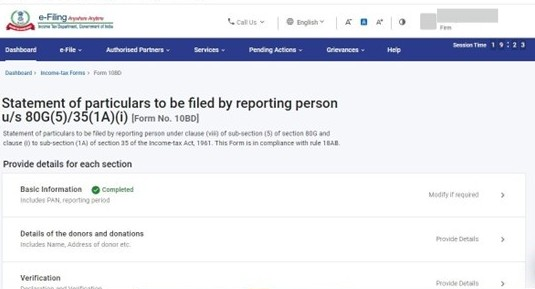 e-Filing Anywhere Anytime
Income Tax Department, Government of India
Call Us
English
A- A A+
Firm
Dashboard e-File Authorised Partners Services Pending Actions Grievances Help Session Time 1 9 : 2 3
Dashboard > Income-tax Forms > Form 10BD
Statement of particulars to be filed by reporting person
u/s 80G(5)/35(1A)(i) [Form No. 10BD]
Statement of particulars to be filed by reporting person under clause (viii) of sub-section (5) of section 80G and
clause (i) to sub-section (1A) of section 35 of the Income-tax Act, 1961. This Form is in compliance with rule 18AB.
Provide details for each section
Basic Information Completed
Includes PAN, reporting period
Modify if required >
Details of the donors and donations
Includes Name, Address of donor etc.
Provide Details >
Verification
Declaration and Verification
Provide Details >